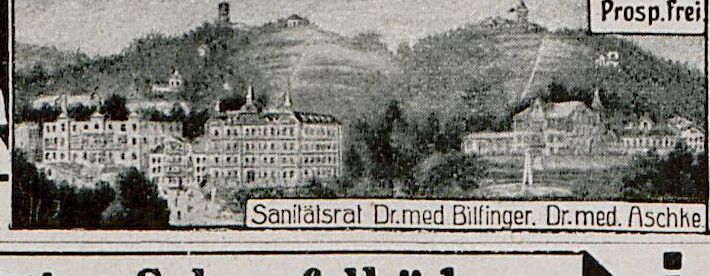 Prosp. frei.
Sanitätsrat Dr. med Bilfinger. Dr. med. Aschke.